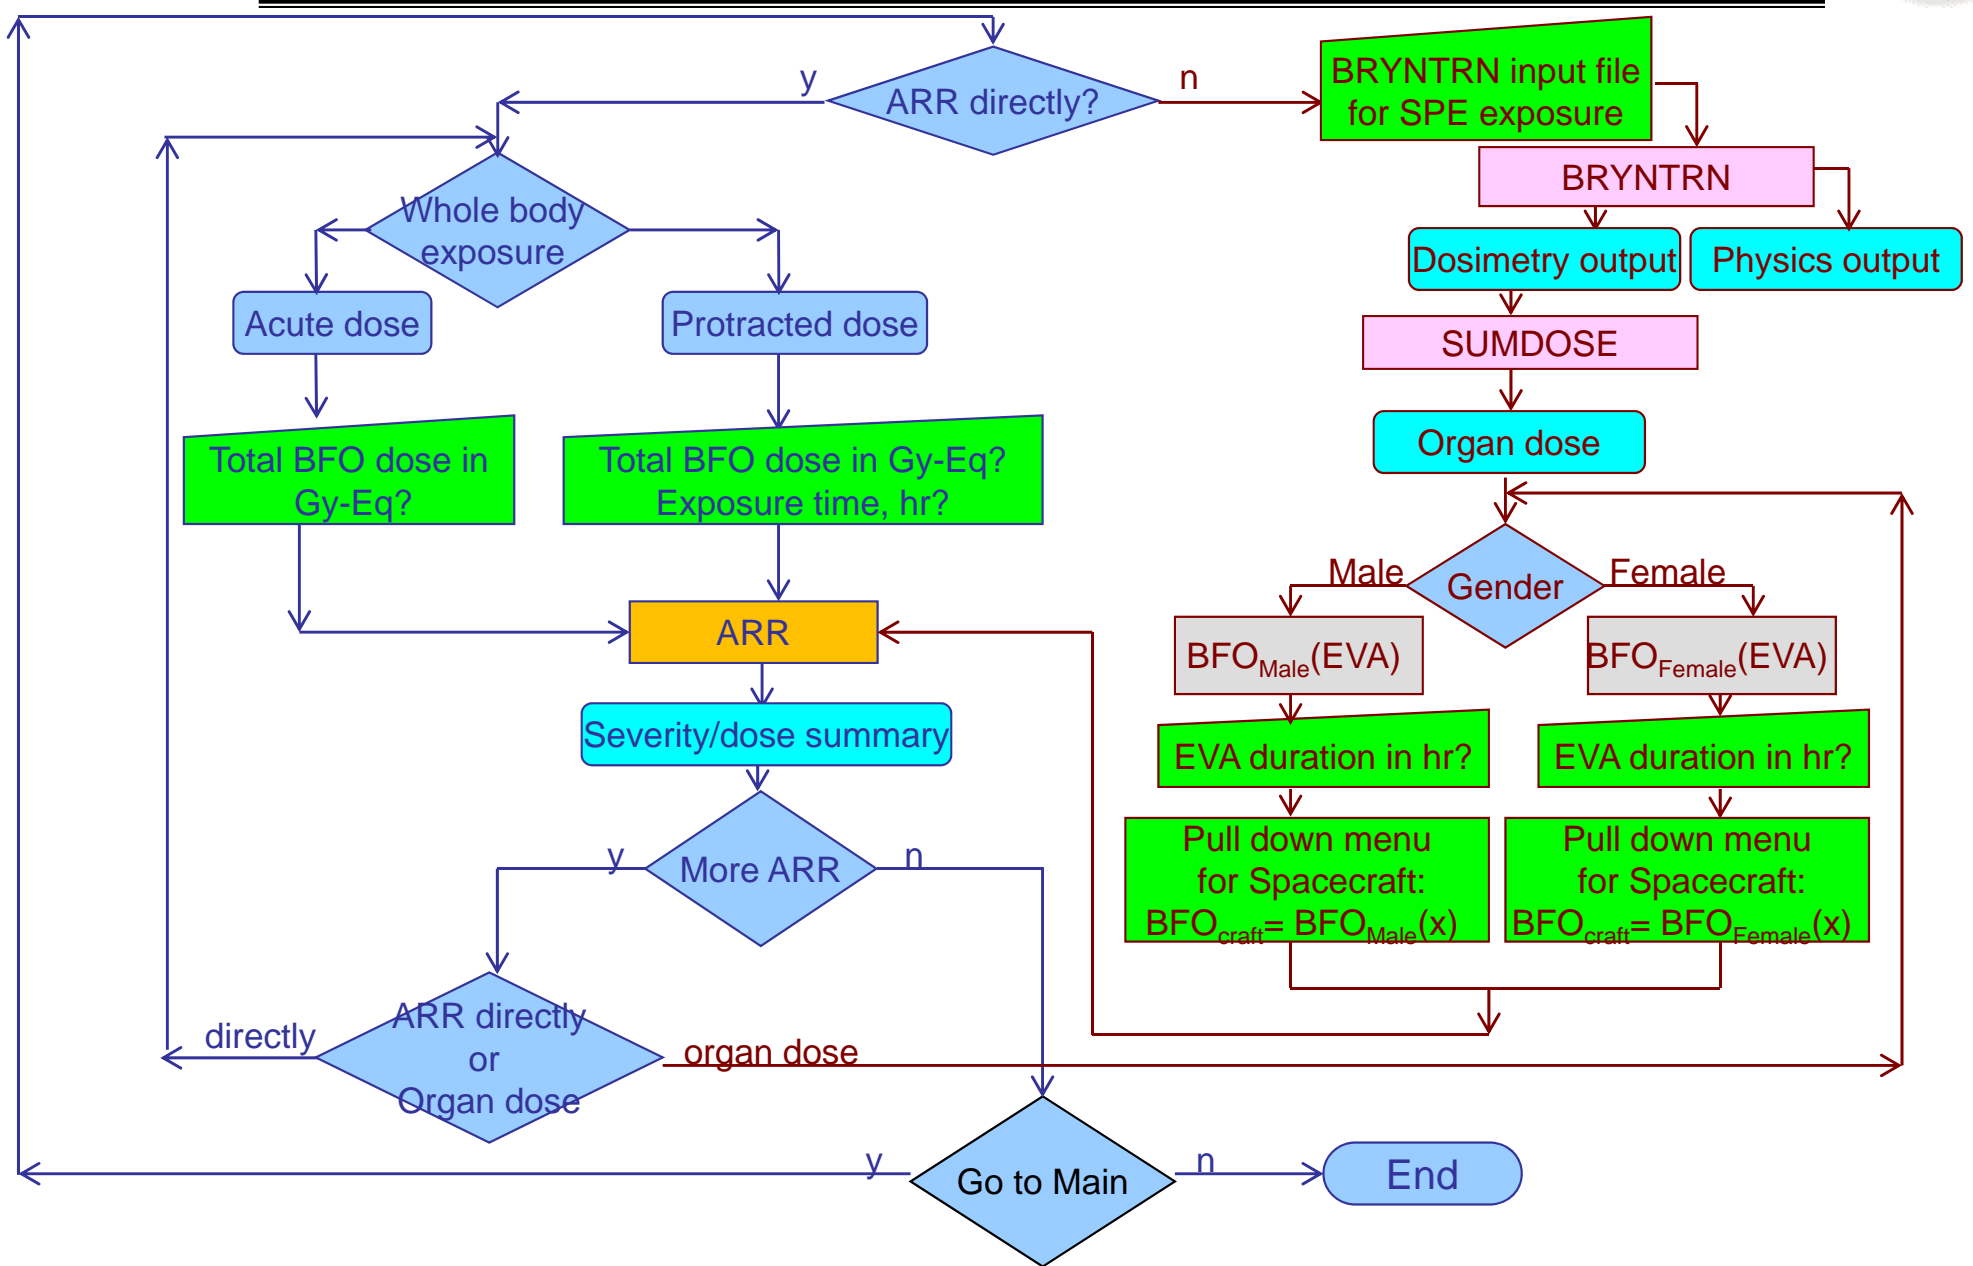 ARR directly?
y
n
BRYNTRN input file
for SPE exposure
BRYNTRN
Dosimetry output
Physics output
SUMDOSE
Organ dose
Whole body
exposure
Acute dose
Protracted dose
Total BFO dose in
Gy-Eq?
Total BFO dose in Gy-Eq?
Exposure time, hr?
Male
Gender
Female
ARR
BFOMale(EVA)
BFOFemale(EVA)
Severity/dose summary
EVA duration in hr?
EVA duration in hr?
y
More ARR
n
Pull down menu
for Spacecraft:
BFOcraft= BFOMale(x)
Pull down menu
for Spacecraft:
BFOcraft= BFOFemale(x)
directly
ARR directly
or
Organ dose
organ dose
y
Go to Main
n
End